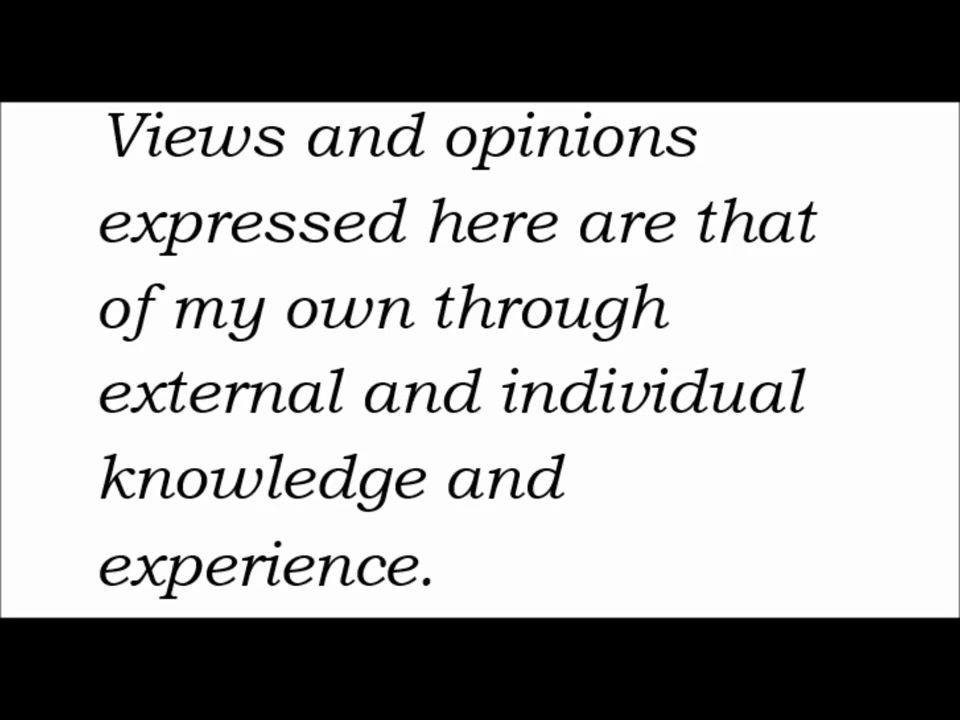 Views and opinions
expressed here are that
of my own through
external and individual
knowledge and
experience.